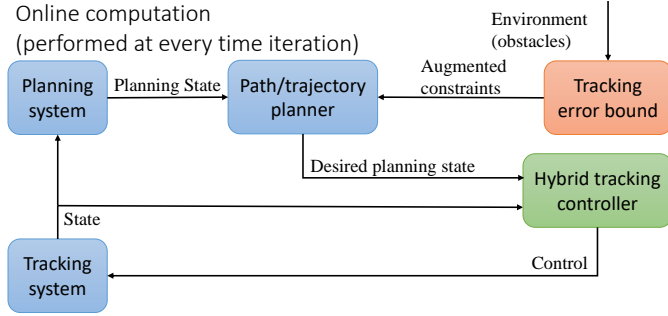 Online computation
(performed at every time iteration)
Environment
(obstacles)
Planning
system
Planning State
Path/trajectory
planner
Augmented
constraints
Tracking
error bound
Desired planning state
Hybrid tracking
controller
State
Tracking
system
Control